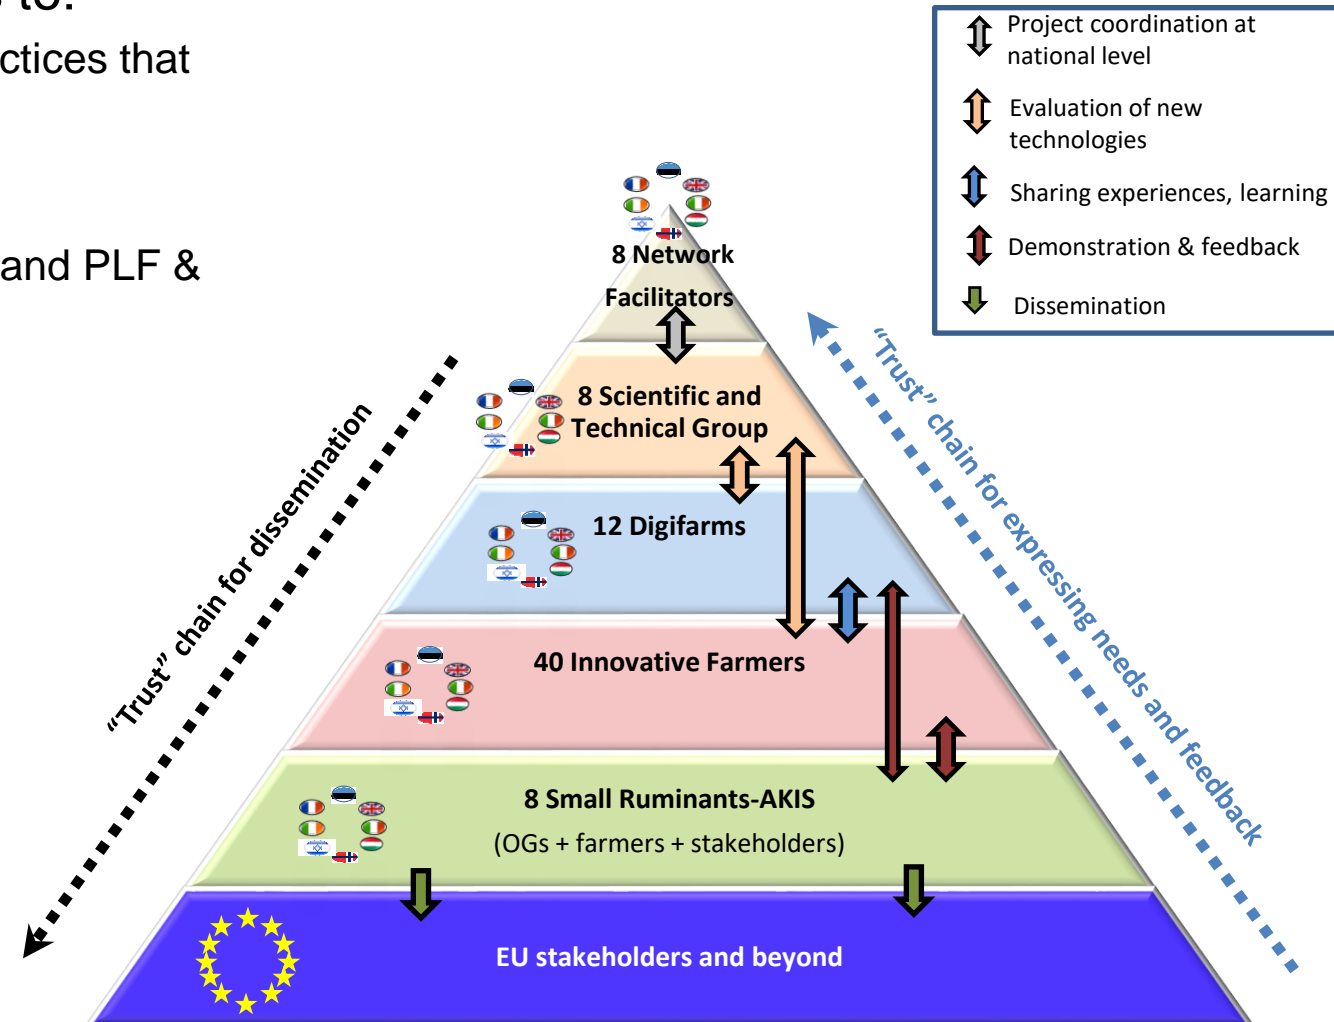 s to:
ctices that
and PLF &
Project coordination at
national level
Evaluation of new
technologies
Sharing experiences, learning
Demonstration & feedback
Dissemination
8 Network
Facilitators
8 Scientific and
Technical Group
12 Digifarms
40 Innovative Farmers
8 Small Ruminants-AKIS
(OGs + farmers + stakeholders)
EU stakeholders and beyond
“Trust” chain for dissemination
“Trust” chain for expressing needs and feedback